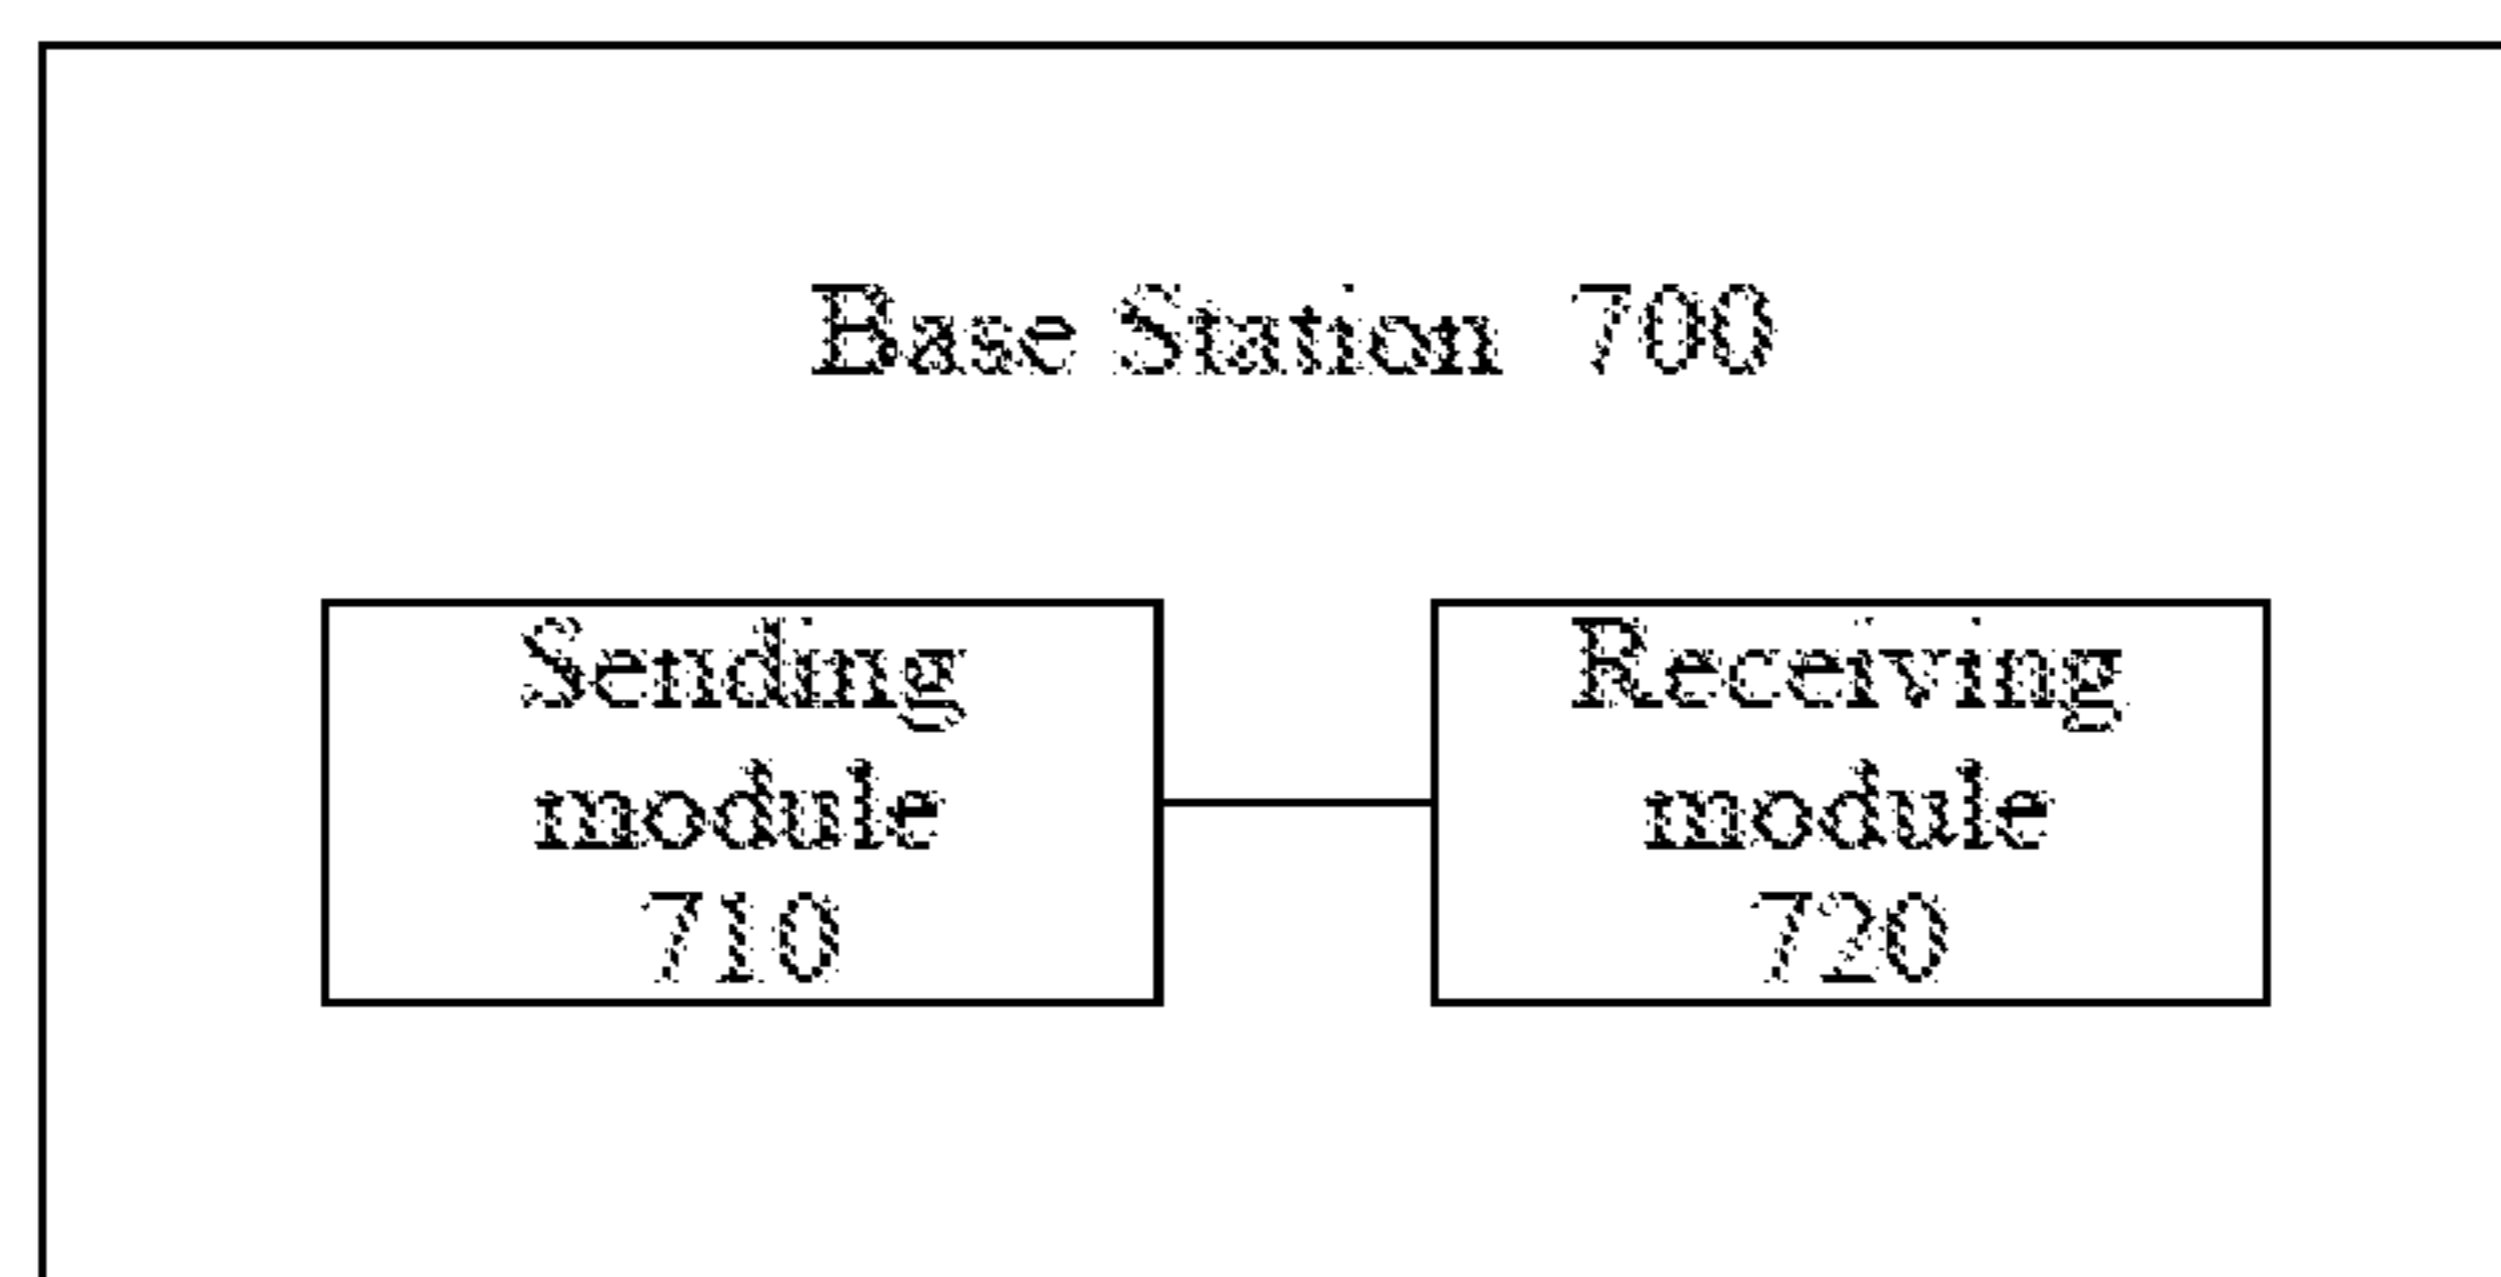 Base Station 700
Sending
module
710
Receiving
module
720